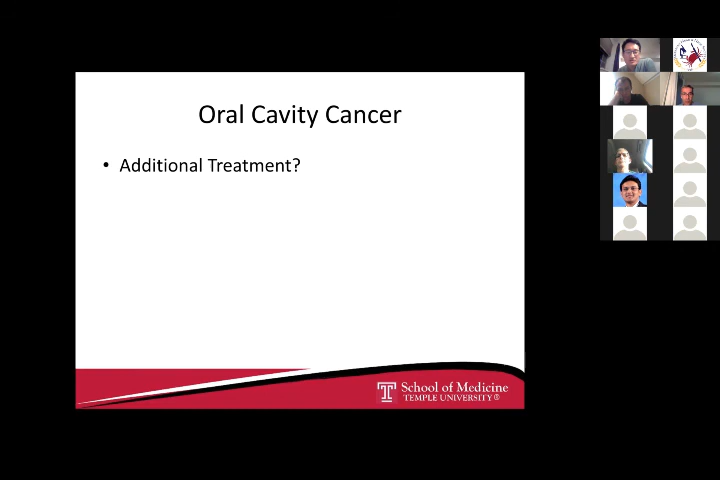 Oral Cavity Cancer
• Additional Treatment?
School of Medicine
TEMPLE UNIVERSITY®